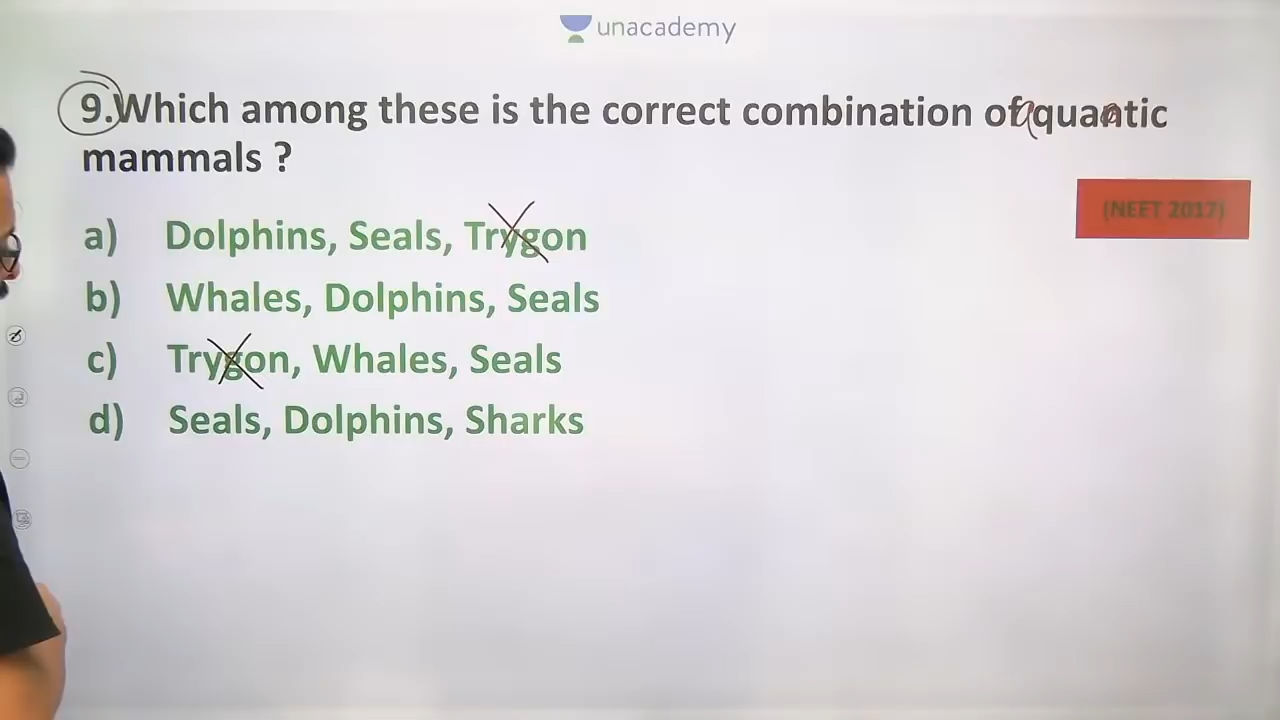 unacademy
9.Which among these is the correct combination of aquatic
mammals ?
(NEET 2017)
a) Dolphins, Seals, Trygon
b) Whales, Dolphins, Seals
c) Trygon, Whales, Seals
d) Seals, Dolphins, Sharks